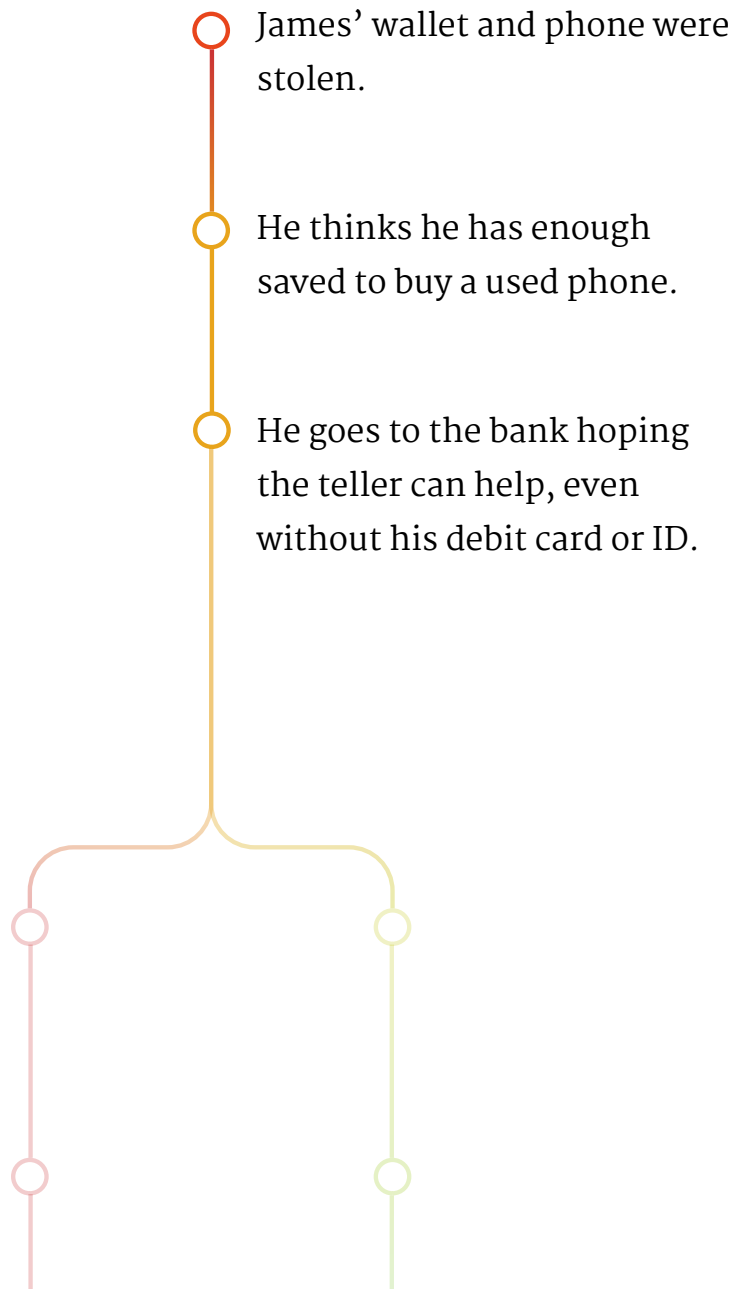 James’ wallet and phone were
stolen.
He thinks he has enough
saved to buy a used phone.
He goes to the bank hoping
the teller can help, even
without his debit card or ID.